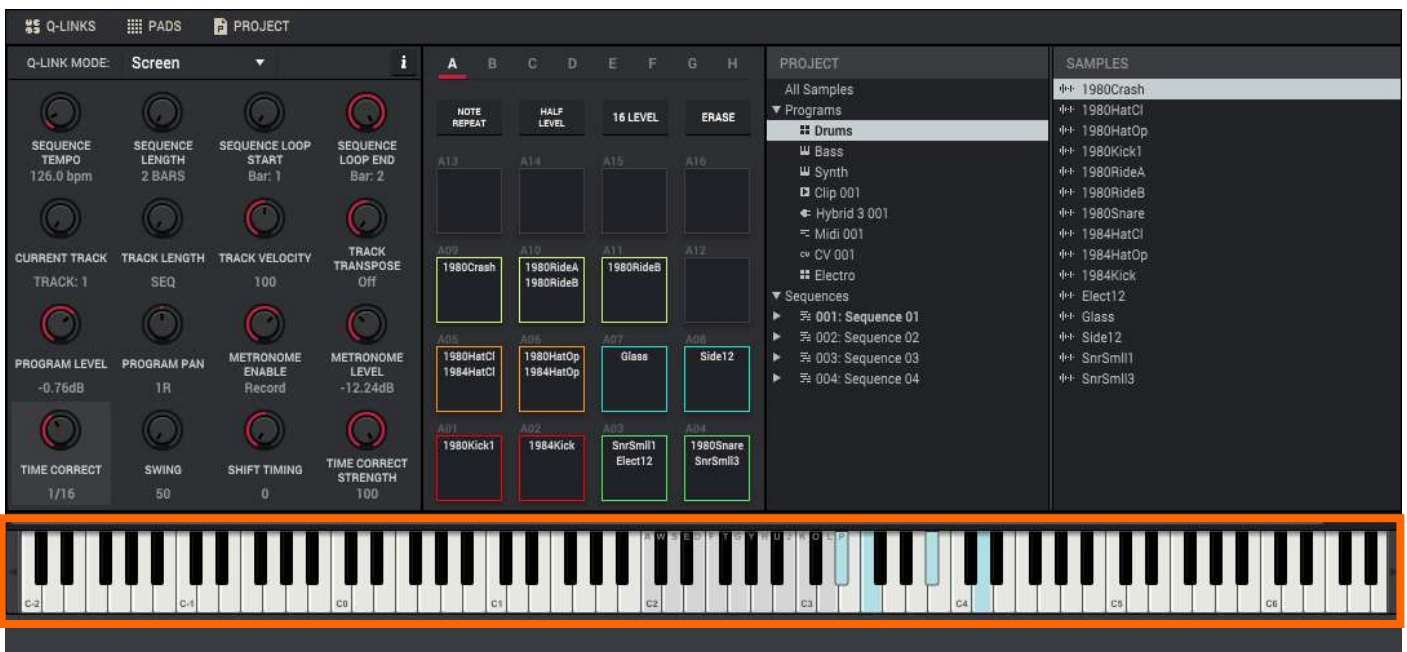 Q-LINKS PADS PROJECT
Q-LINK MODE: Screen i
SEQUENCE TEMPO
126.0 bpm
SEQUENCE LENGTH
2 BARS
SEQUENCE LOOP START
Bar: 1
SEQUENCE LOOP END
Bar: 2
CURRENT TRACK
TRACK: 1
TRACK LENGTH
SEQ
TRACK VELOCITY
100
TRACK TRANSPOSE
Off
PROGRAM LEVEL
-0.76dB
PROGRAM PAN
1R
METRONOME ENABLE
Record
METRONOME LEVEL
-12.24dB
TIME CORRECT
1/16
SWING
50
SHIFT TIMING
0
TIME CORRECT STRENGTH
100
A B C D E F G H
NOTE REPEAT
HALF LEVEL
16 LEVEL
ERASE
A13 A14 A15 A16
A09 A10 A11 A12
1980Crash 1980RideA 1980RideB
1980RideB
A05 A06 A07 A08
1980HatCl 1980HatOp Glass Side12
1984HatCl 1984HatOp
A01 A02 A03 A04
1980Kick1 1984Kick SnrSmll1 1980Snare
Elect12 SnrSmll3
PROJECT
All Samples
Programs
Drums
Bass
Synth
Clip 001
Hybrid 3 001
Midi 001
CV CV 001
Electro
Sequences
001: Sequence 01
002: Sequence 02
003: Sequence 03
004: Sequence 04
SAMPLES
1980Crash
1980HatCl
1980HatOp
1980Kick1
1980RideA
1980RideB
1980Snare
1984HatCl
1984HatOp
1984Kick
Elect12
Glass
Side12
SnrSmll1
SnrSmll3
A W S E D F T G Y H U J K O L P
C-2 C-1 C0 C1 C2 C3 C4 C5 C6